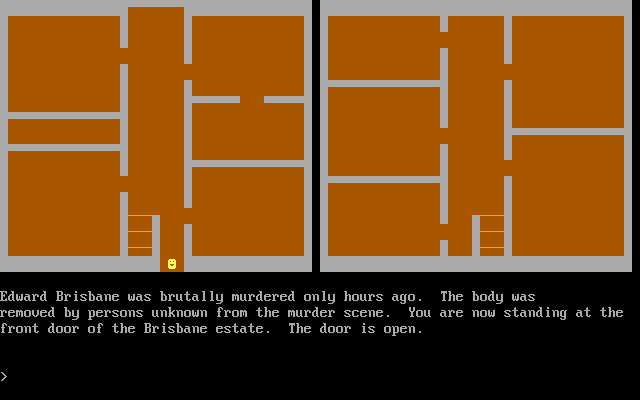 Edward Brisbane was brutally murdered only hours ago.  The body was
removed by persons unknown from the murder scene.  You are now standing at the
front door of the Brisbane estate.  The door is open.
>